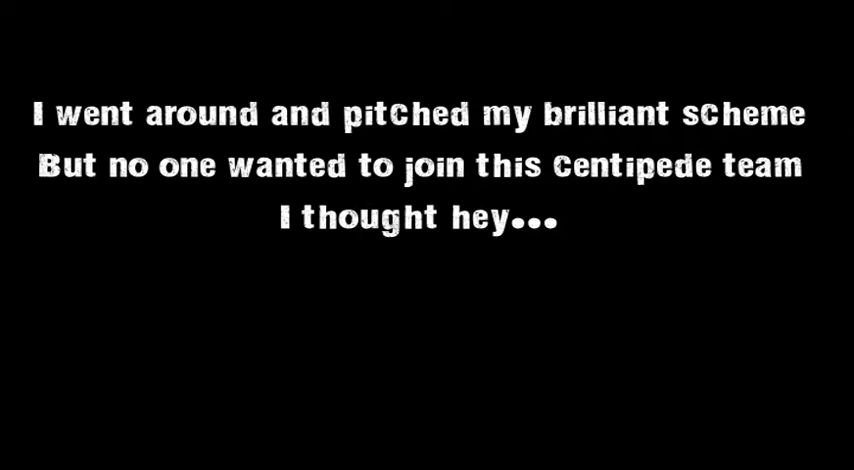 I went around and pitched my brilliant scheme
But no one wanted to join this centipede team
I thought hey...